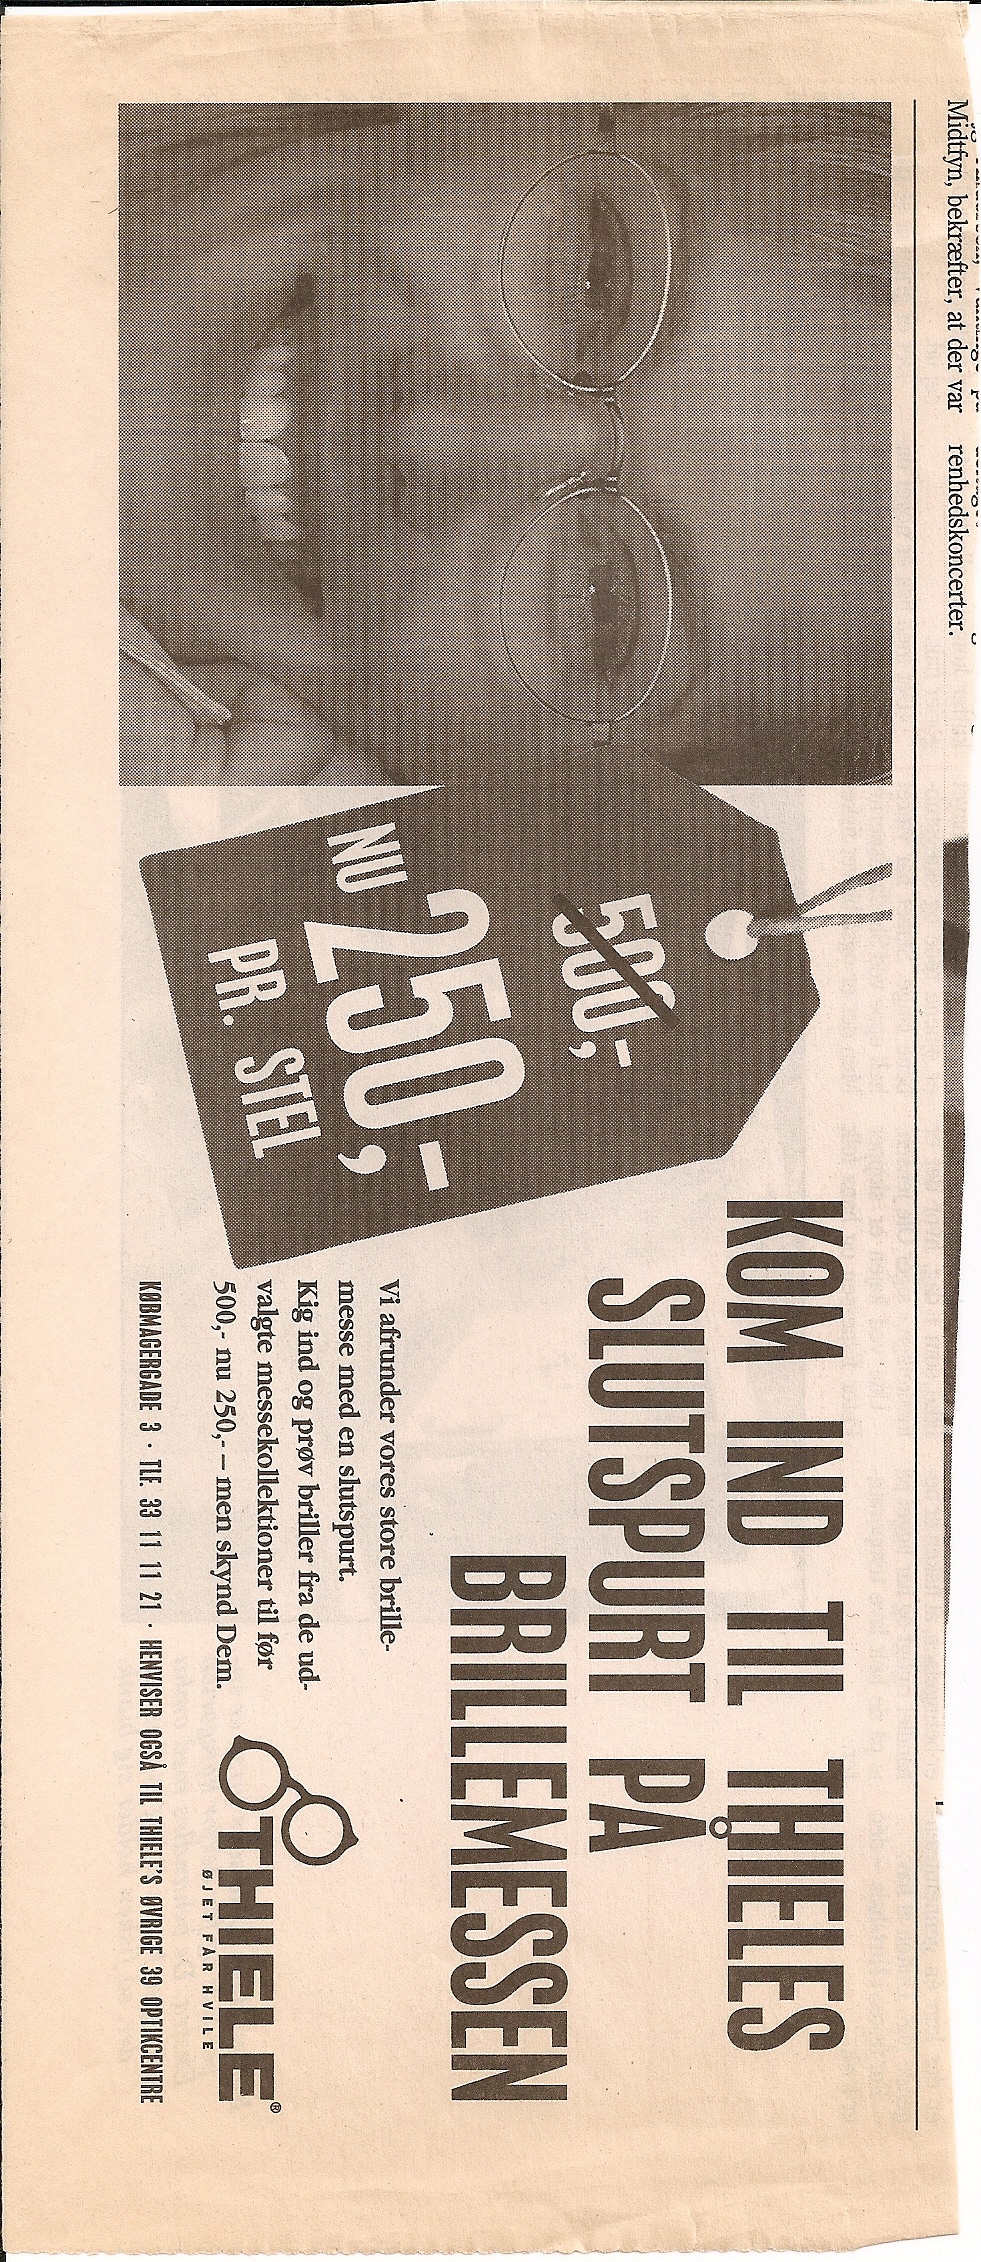 Midtfyn, bekræfter, at der var
renhedskoncerter.
KOM IND TIL THIELES
SLUTSPURT PÅ
BRILLEMESSEN
500,-
NU 250,-
PR. STEL
Vi afrunder vores store brille-
messe med en slutspurt.
Kig ind og prøv briller fra de ud-
valgte messekollektioner til før
500,- nu 250,- – men skynd Dem.
THIELE®
ØJET FÅR HVILE
KØBMAGERGADE 3 · TLF. 33 11 11 21 · HENVISER OGSÅ TIL THIELE'S ØVRIGE 39 OPTIKCENTRE